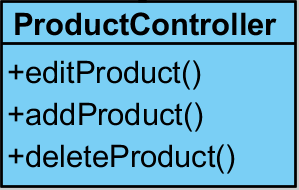 ProductController
+editProduct()
+addProduct()
+deleteProduct()